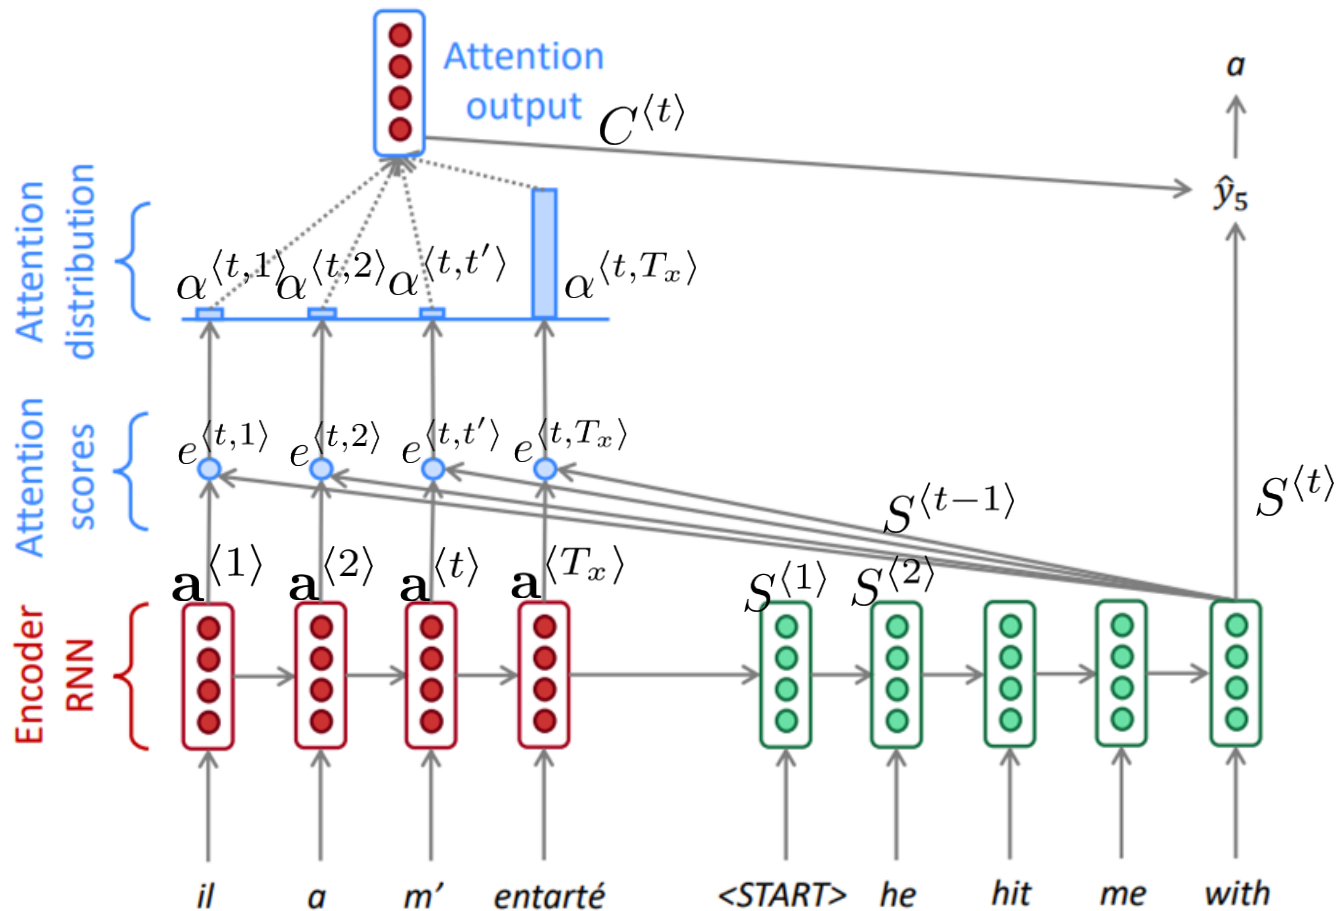 Attention
output
C⟨t⟩
a
ŷ₅
Attention
distribution
α⟨t,1⟩ α⟨t,2⟩ α⟨t,t′⟩ α⟨t,Tₓ⟩
Attention
scores
e⟨t,1⟩ e⟨t,2⟩ e⟨t,t′⟩ e⟨t,Tₓ⟩
S⟨t−1⟩
S⟨t⟩
a⟨1⟩ a⟨2⟩ a⟨t⟩ a⟨Tₓ⟩ S⟨1⟩ S⟨2⟩
Encoder
RNN
il a m’ entarté <START> he hit me with